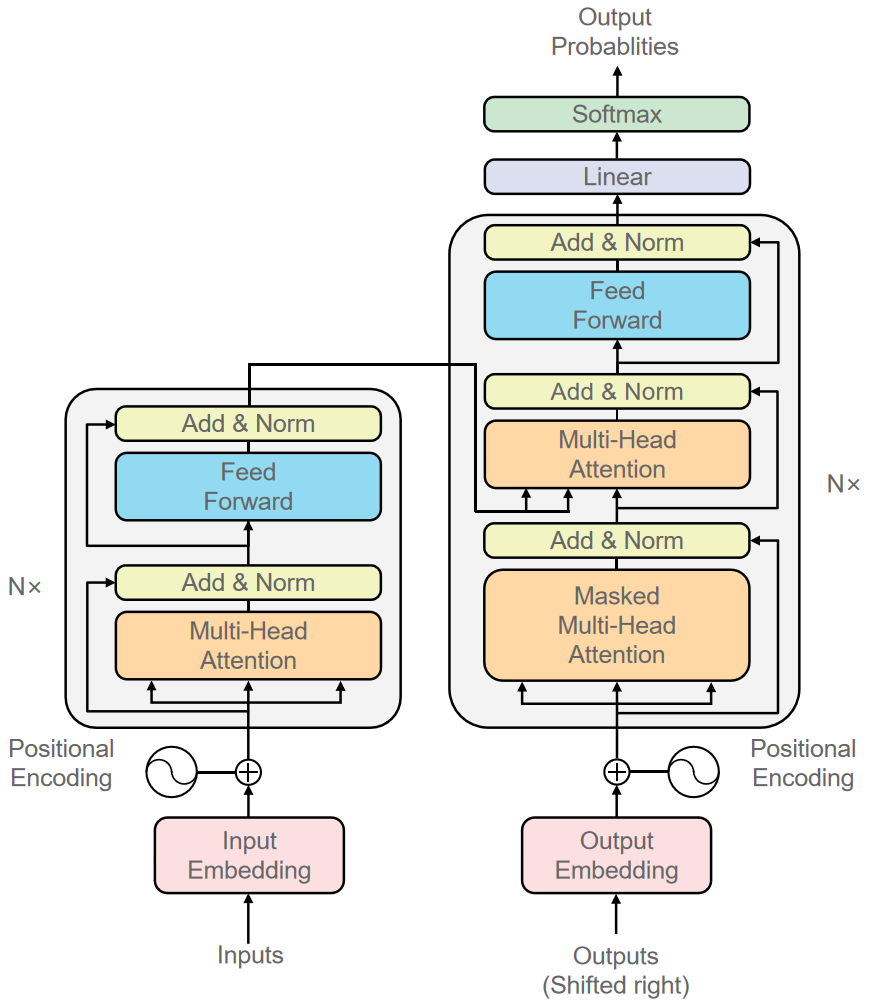 Output
Probablities
Softmax
Linear
Add & Norm
Feed
Forward
Add & Norm
Multi-Head
Attention
Add & Norm
Masked
Multi-Head
Attention
N×
Positional
Encoding
Output
Embedding
Outputs
(Shifted right)
Add & Norm
Feed
Forward
Add & Norm
Multi-Head
Attention
N×
Positional
Encoding
Input
Embedding
Inputs